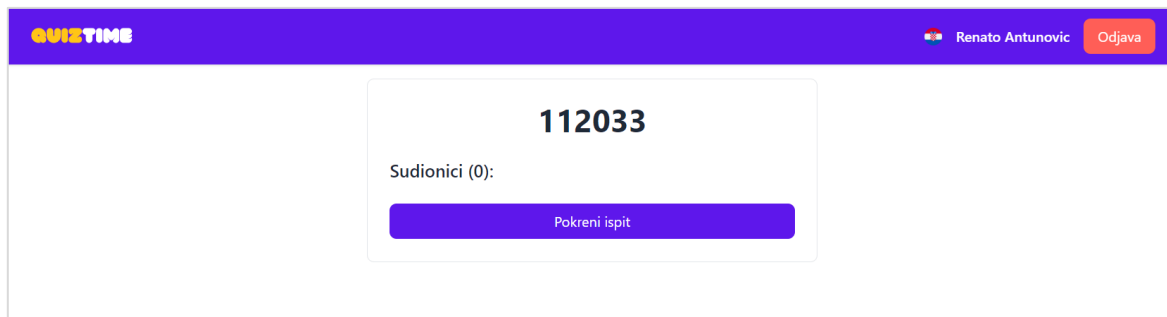 QUIZTIME
Renato Antunovic
Odjava
112033
Sudionici (0):
Pokreni ispit